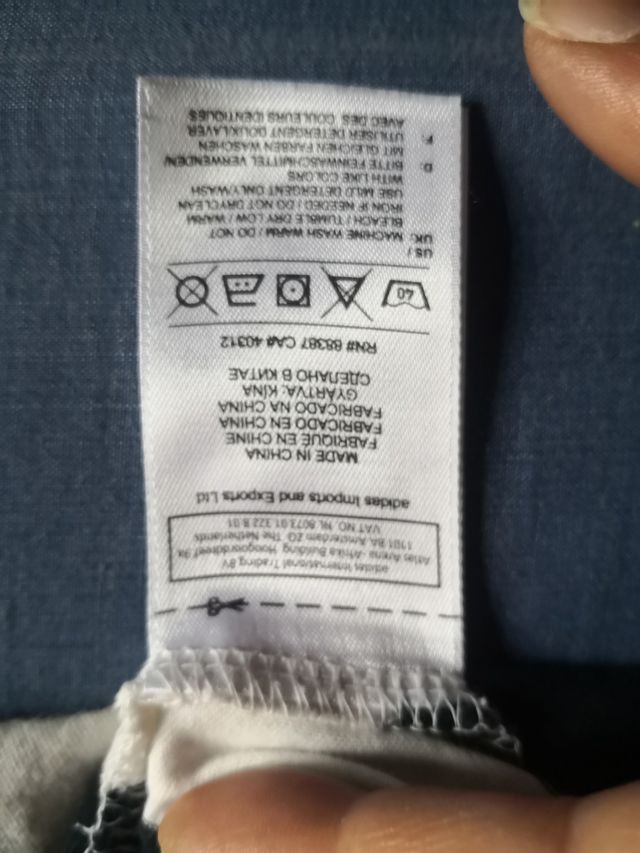 adidas International Trading BV
Atlas Arena -Afrika Building, Hoogoorddreef 9a
1101 BA, Amsterdam ZO, The Netherlands
VAT NO. NL 8073.01.322.B.01
adidas Imports and Exports Ltd
MADE IN CHINA
FABRIQUE EN CHINE
FABRICADO EN CHINA
FABRICADO NA CHINA
GYÁRTVA: KÍNA
СДЕЛАНО В КИТАЕ
RN# 88387 CA# 40312
40
US /
UK: MACHINE WASH WARM / DO NOT
BLEACH / TUMBLE DRY LOW / WARM
IRON IF NEEDED / DO NOT DRYCLEAN
USE MILD DETERGENT ONLY/WASH
WITH LIKE COLORS
D: BITTE FEINWASCHMITTEL VERWENDEN/
MIT GLEICHEN FARBEN WASCHEN
F: UTILISER DETERGENT DOUX/LAVER
AVEC DES COULEURS IDENTIQUES